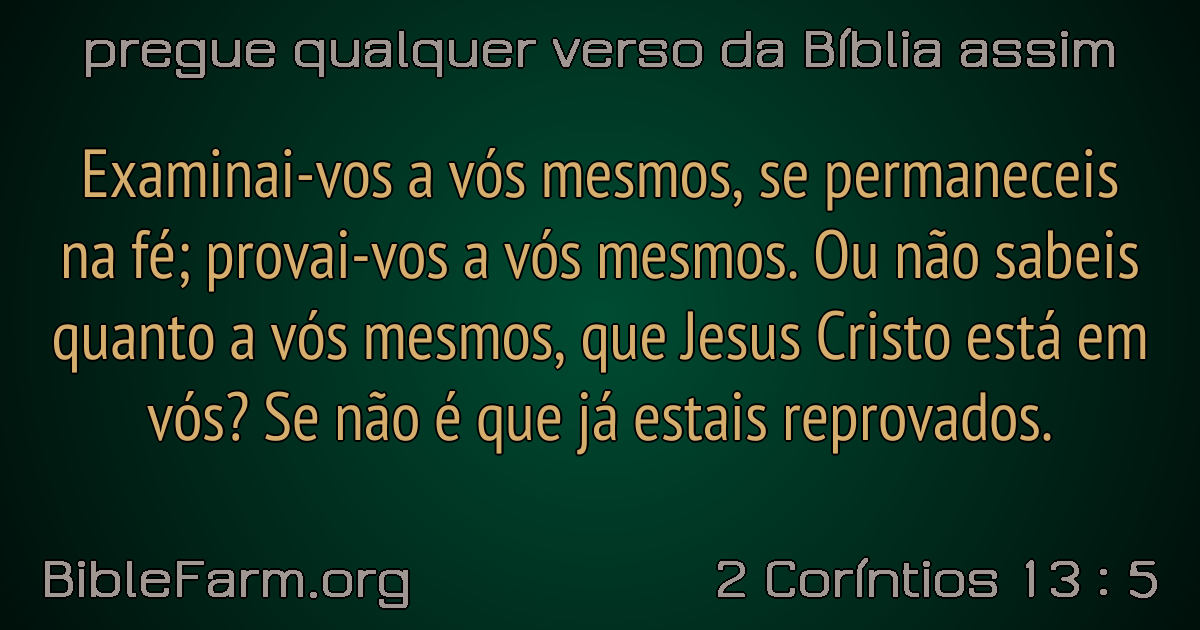 pregue qualquer verso da Bíblia assim
Examinai-vos a vós mesmos, se permaneceis
na fé; provai-vos a vós mesmos. Ou não sabeis
quanto a vós mesmos, que Jesus Cristo está em
vós? Se não é que já estais reprovados.
BibleFarm.org
2 Coríntios 13 : 5